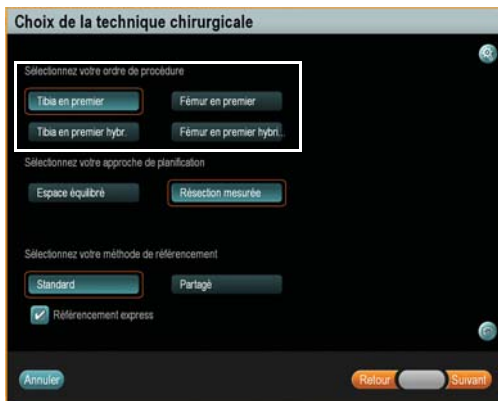 Choix de la technique chirurgicale
Sélectionnez votre ordre de procédure
Tibia en premier Fémur en premier
Tibia en premier hybr. Fémur en premier hybri...
Sélectionnez votre approche de planification
Espace équilibré Résection mesurée
Sélectionnez votre méthode de référencement
Standard Partagé
Référencement express
Annuler Retour Suivant